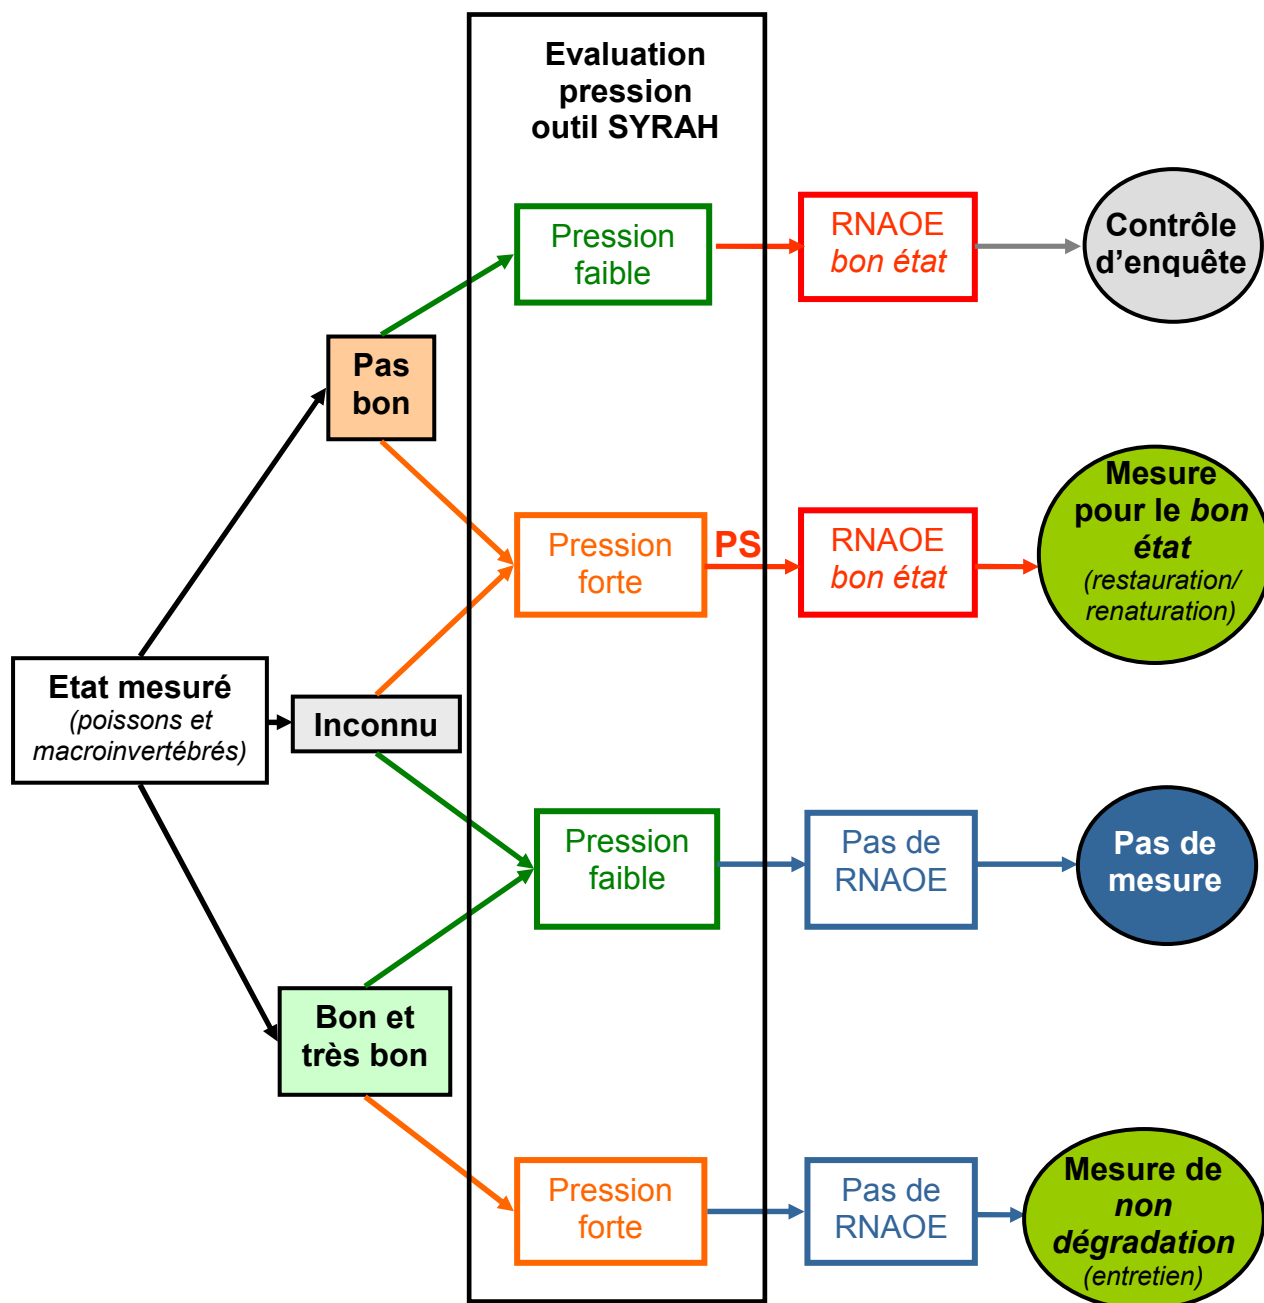 Evaluation
pression
outil SYRAH
Pression
faible
RNAOE
bon état
Contrôle
d’enquête
Pas
bon
Pression
forte
PS
RNAOE
bon état
Mesure
pour le bon
état
(restauration/
renaturation)
Etat mesuré
(poissons et
macroinvertébrés)
Inconnu
Pression
faible
Pas de
RNAOE
Pas de
mesure
Bon et
très bon
Pression
forte
Pas de
RNAOE
Mesure de
non
dégradation
(entretien)